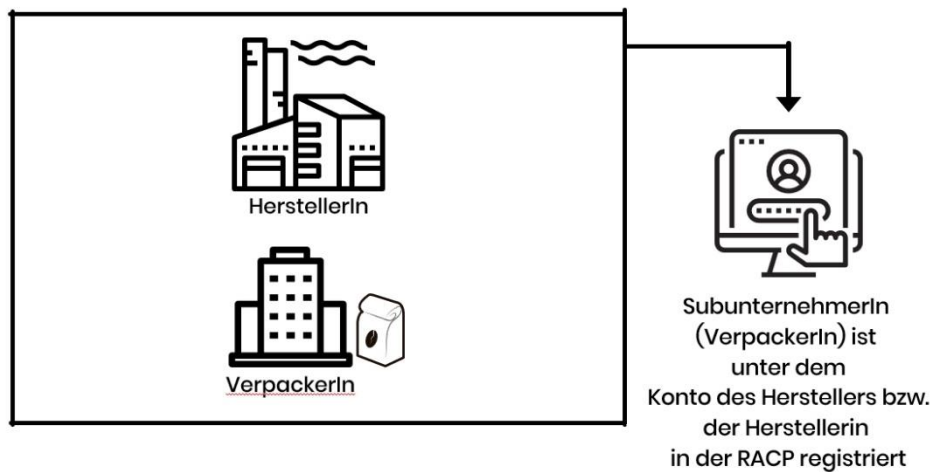 HerstellerIn
VerpackerIn
SubunternehmerIn
(VerpackerIn) ist
unter dem
Konto des Herstellers bzw.
der Herstellerin
in der RACP registriert